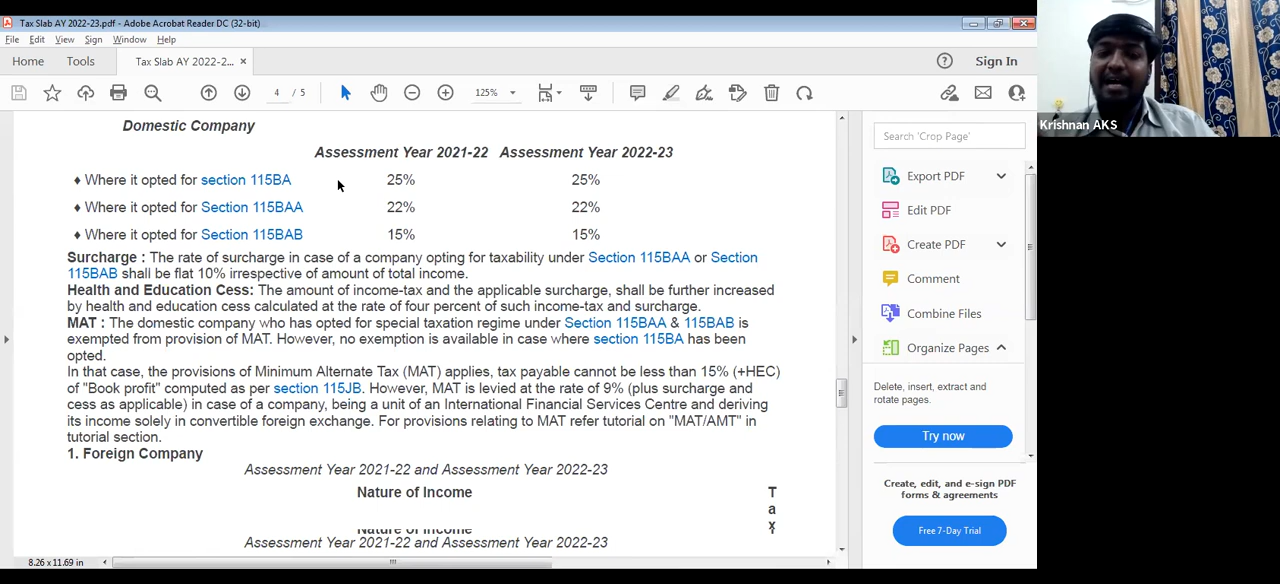 Tax Slab AY 2022-23.pdf - Adobe Acrobat Reader DC (32-bit)
File Edit View Sign Window Help
Home Tools Tax Slab AY 2022-2... × Sign In
4 / 5 125%
Domestic Company
Assessment Year 2021-22 Assessment Year 2022-23
♦ Where it opted for section 115BA 25% 25%
♦ Where it opted for Section 115BAA 22% 22%
♦ Where it opted for Section 115BAB 15% 15%
Surcharge : The rate of surcharge in case of a company opting for taxability under Section 115BAA or Section
115BAB shall be flat 10% irrespective of amount of total income.
Health and Education Cess: The amount of income-tax and the applicable surcharge, shall be further increased
by health and education cess calculated at the rate of four percent of such income-tax and surcharge.
MAT : The domestic company who has opted for special taxation regime under Section 115BAA & 115BAB is
exempted from provision of MAT. However, no exemption is available in case where section 115BA has been
opted.
In that case, the provisions of Minimum Alternate Tax (MAT) applies, tax payable cannot be less than 15% (+HEC)
of "Book profit" computed as per section 115JB. However, MAT is levied at the rate of 9% (plus surcharge and
cess as applicable) in case of a company, being a unit of an International Financial Services Centre and deriving
its income solely in convertible foreign exchange. For provisions relating to MAT refer tutorial on "MAT/AMT" in
tutorial section.
1. Foreign Company
Assessment Year 2021-22 and Assessment Year 2022-23
Nature of Income T
a
x
Nature of Income
Assessment Year 2021-22 and Assessment Year 2022-23
8.26 x 11.69 in
Search 'Crop Page'
Export PDF
Edit PDF
Create PDF
Comment
Combine Files
Organize Pages
Delete, insert, extract and
rotate pages.
Try now
Create, edit, and e-sign PDF
forms & agreements
Free 7-Day Trial
Krishnan AKS